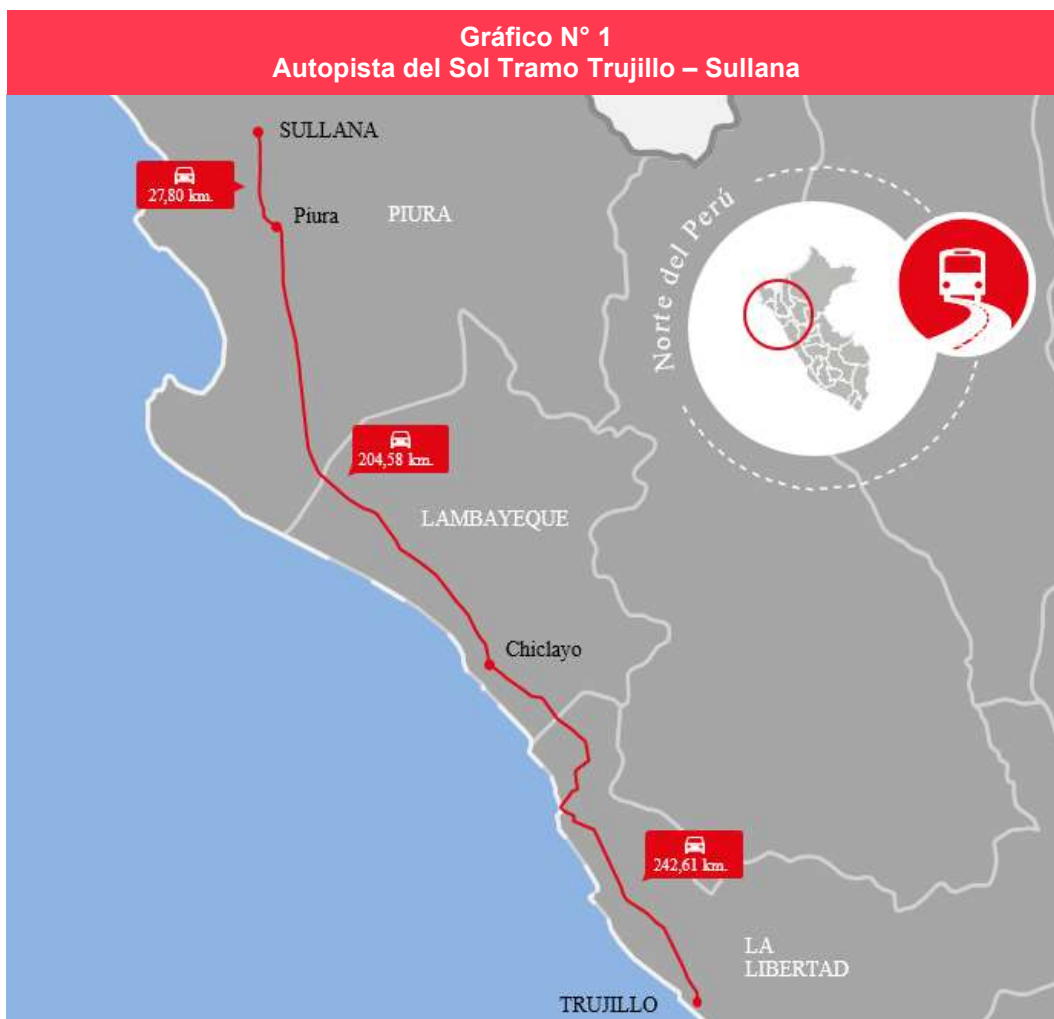 Gráfico N° 1
Autopista del Sol Tramo Trujillo – Sullana
SULLANA
27,80 km.
Piura
PIURA
Norte del Perú
204,58 km.
LAMBAYEQUE
Chiclayo
242,61 km.
LA
LIBERTAD
TRUJILLO